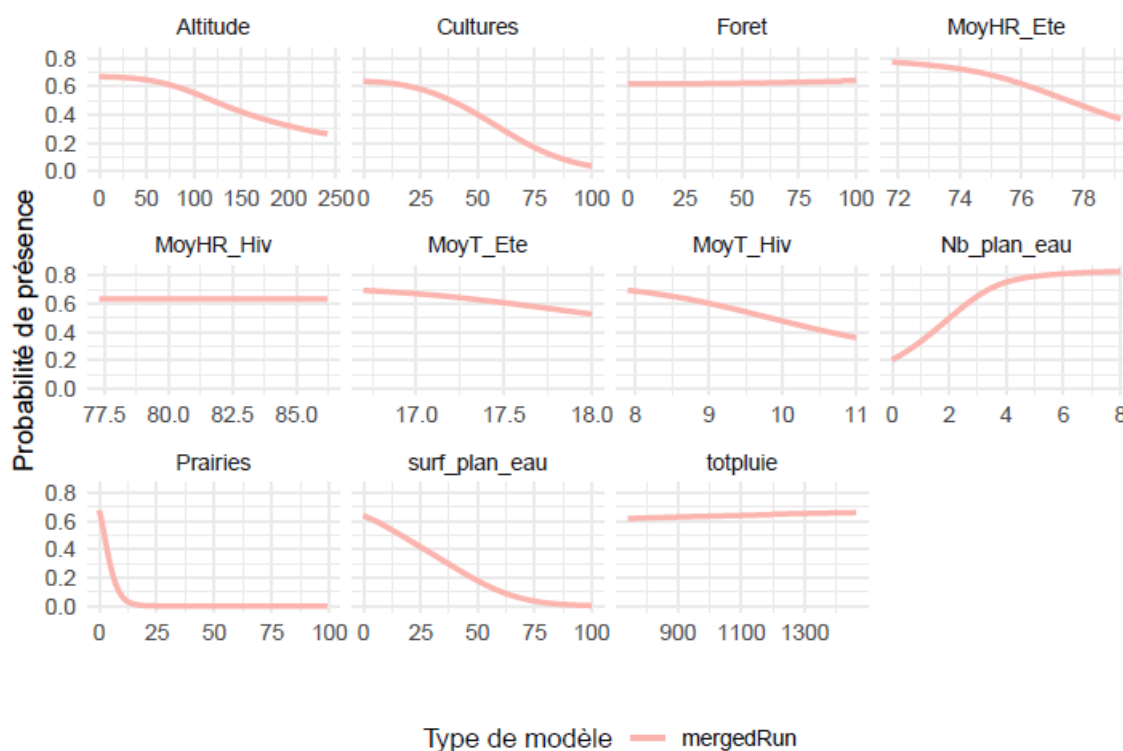 Altitude Cultures Foret MoyHR_Ete
0.8
0.6
0.4
0.2
0.0
0 50 100 150 200 250 0 25 50 75 100 0 25 50 75 100 72 74 76 78
Probabilité de présence
MoyHR_Hiv MoyT_Ete MoyT_Hiv Nb_plan_eau
0.8
0.6
0.4
0.2
0.0
77.5 80.0 82.5 85.0 17.0 17.5 18.0 8 9 10 11 0 2 4 6 8
Prairies surf_plan_eau totpluie
0.8
0.6
0.4
0.2
0.0
0 25 50 75 100 0 25 50 75 100 900 1100 1300
Type de modèle mergedRun